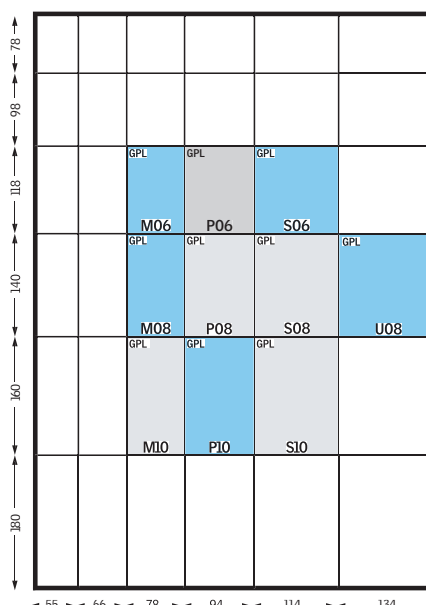 78
98
118
GPL GPL GPL
M06 P06 S06
140
GPL GPL GPL GPL
M08 P08 S08 U08
160
GPL GPL GPL
M10 P10 S10
180
55 66 78 94 114 134